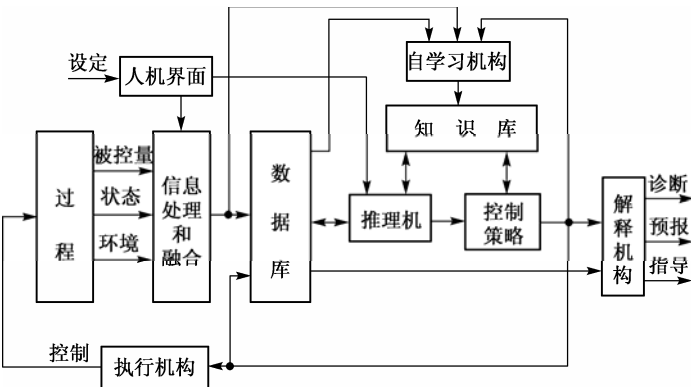 设定
人机界面
自学习机构
知识库
过程
被控量
状态
环境
信息
处理
和
融合
数据库
推理机
控制
策略
解释机构
诊断
预报
指导
控制
执行机构